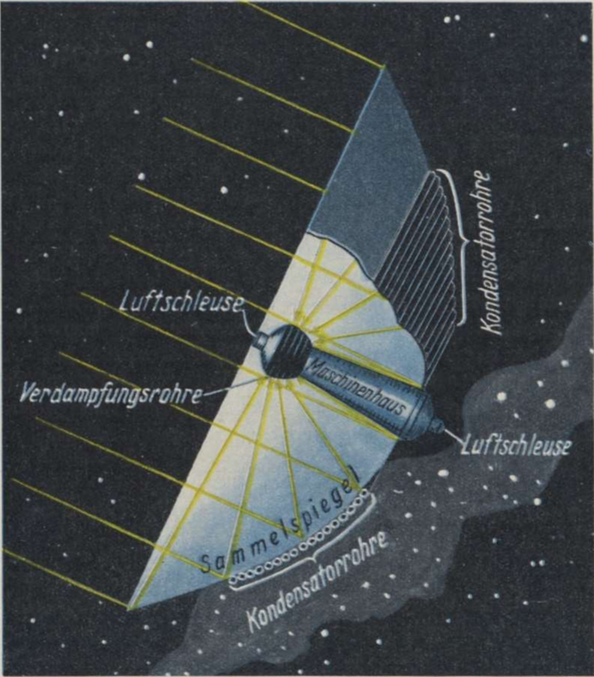 Kondensatorrohre
Luftschleuse
Maschinenhaus
Verdampfungsrohre
Luftschleuse
Sammelspiegel
Kondensatorrohre